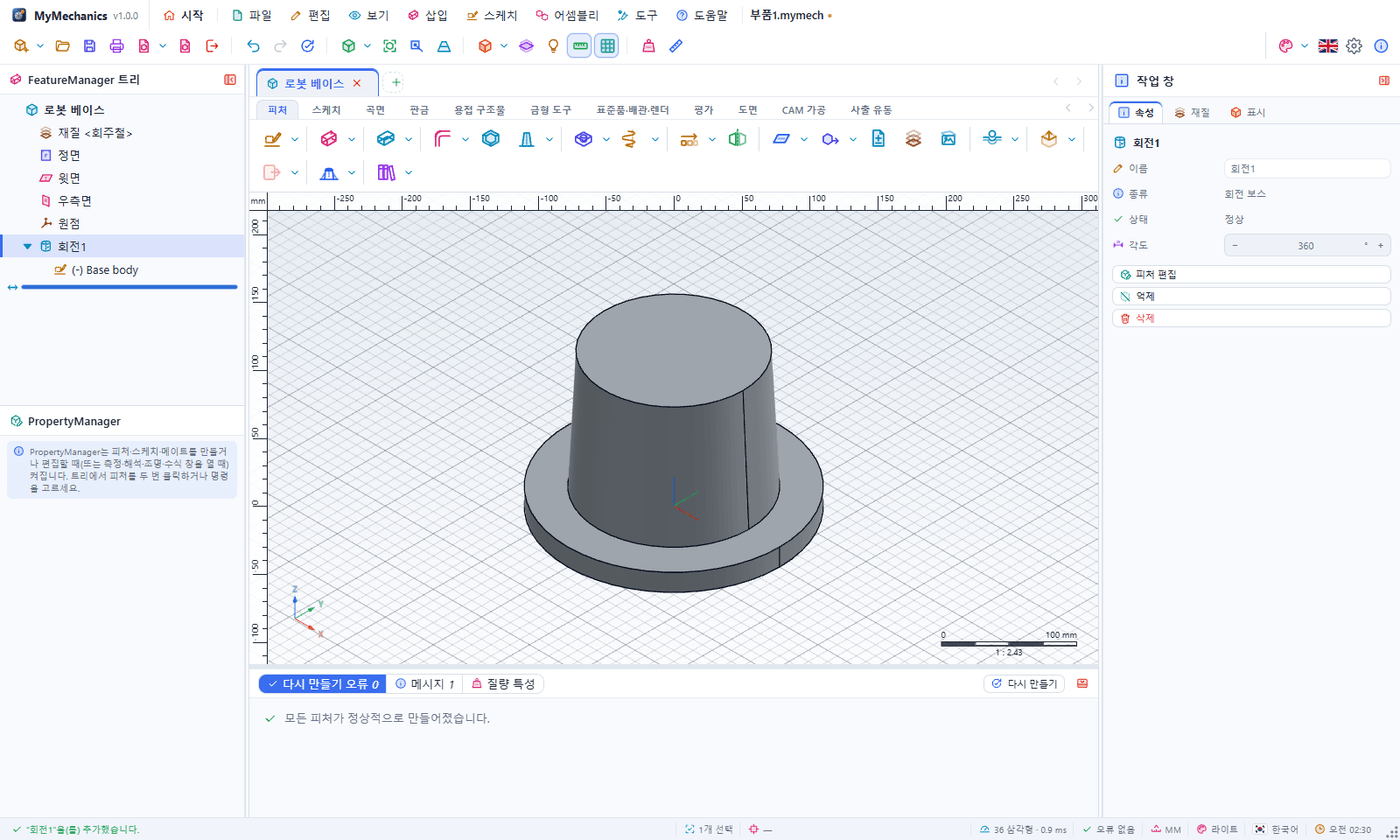 MyMechanics v1.0.0
시작
파일
편집
보기
삽입
스케치
어셈블리
도구
도움말
부품1.mymech
FeatureManager 트리
로봇 베이스
재질 <회주철>
정면
윗면
우측면
원점
회전1
(-) Base body
PropertyManager
PropertyManager는 피처·스케치·메이트를 만들거
나 편집할 때(또는 측정·해석·조명·수식 창을 열 때)
켜집니다. 트리에서 피처를 두 번 클릭하거나 명령
을 고르세요.
로봇 베이스
피처
스케치
곡면
판금
용접 구조물
금형 도구
표준품·배관·렌더
평가
도면
CAM 가공
사출 유동
mm
-250
-200
-150
-100
-50
0
50
100
150
200
250
300
200
150
100
50
0
-50
-100
Z
Y
X
0 100 mm
1 : 2.43
다시 만들기 오류 0
메시지 1
질량 특성
다시 만들기
모든 피처가 정상적으로 만들어졌습니다.
작업 창
속성
재질
표시
회전1
이름 회전1
종류 회전 보스
상태 정상
각도 − 360 ° +
피처 편집
억제
삭제
"회전1"을(를) 추가했습니다.
1개 선택
—
36 삼각형 · 0.9 ms
오류 없음
MM
라이트
한국어
오전 02:30